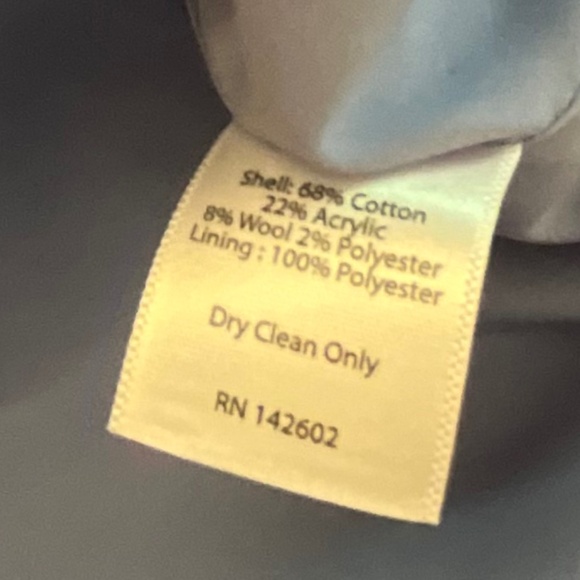 Shell: 68% Cotton
22% Acrylic
8% Wool 2% Polyester
Lining : 100% Polyester
Dry Clean Only
RN 142602